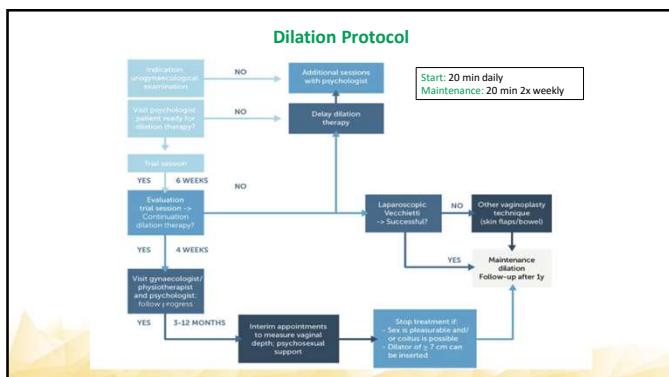 Dilation Protocol
Indication
urogynaecological
examination
NO
Additional sessions
with psychologist
Start: 20 min daily
Maintenance: 20 min 2x weekly
Visit psychologist
patient ready for
dilation therapy?
NO
Delay dilation
therapy
Trial session
YES
6 WEEKS
NO
Evaluation
trial session ->
Continuation
dilation therapy?
Laparoscopic
Vecchietti
-> Successful?
NO
Other vaginoplasty
technique
(skin flaps/bowel)
YES
4 WEEKS
YES
Maintenance
dilation
Follow-up after 1y
Visit gynaecologist/
physiotherapist
and psychologist:
follow progress
YES
3-12 MONTHS
Interim appointments
to measure vaginal
depth; psychosexual
support
Stop treatment if:
- Sex is pleasurable and/
or coitus is possible
- Dilator of ≥ 7 cm can
be inserted